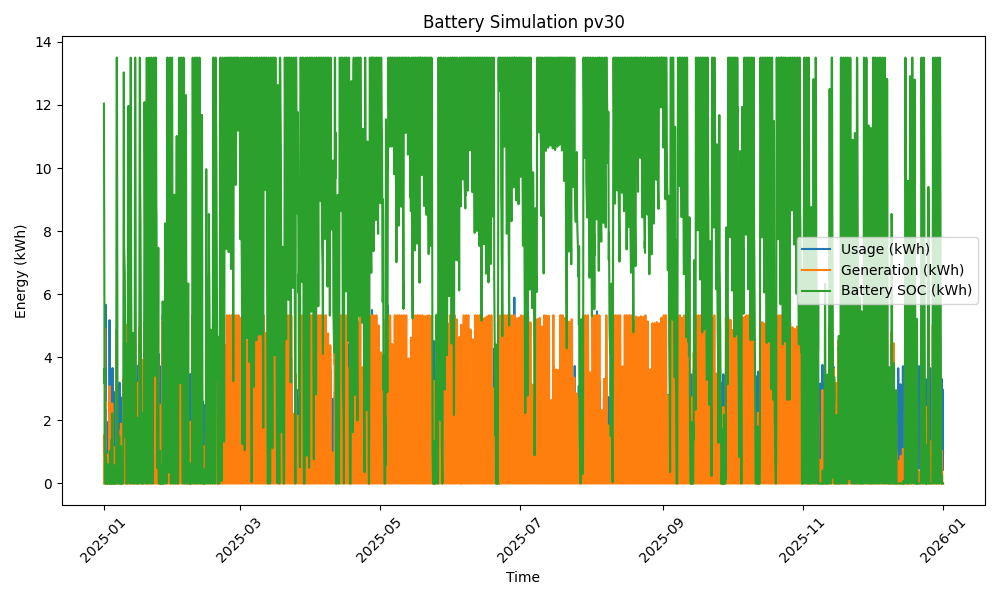 Battery Simulation pv30
14
12
10
8
6
4
2
0
Energy (kWh)
Usage (kWh)
Generation (kWh)
Battery SOC (kWh)
2025-01
2025-03
2025-05
2025-07
2025-09
2025-11
2026-01
Time